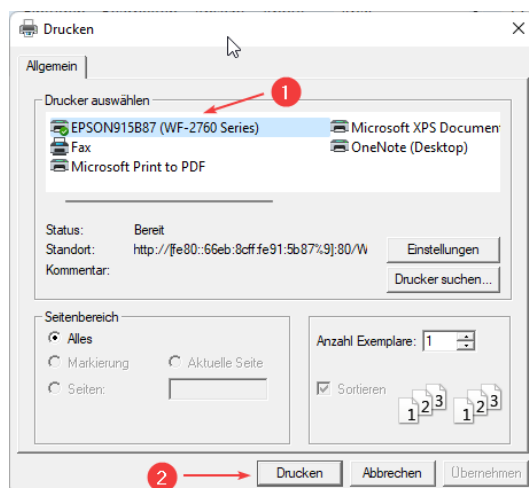 Drucken
Allgemein
1
Drucker auswählen
EPSON915B87 (WF-2760 Series)
Microsoft XPS Documen
Fax
OneNote (Desktop)
Microsoft Print to PDF
Status: Bereit
Standort: http://[fe80::66eb:8cff:fe91:5b87%9]:80/W
Einstellungen
Kommentar:
Drucker suchen...
Seitenbereich
Alles
Anzahl Exemplare: 1
Markierung
Aktuelle Seite
Seiten:
Sortieren
1 2 3 1 2 3
2
Drucken Abbrechen Übernehmen